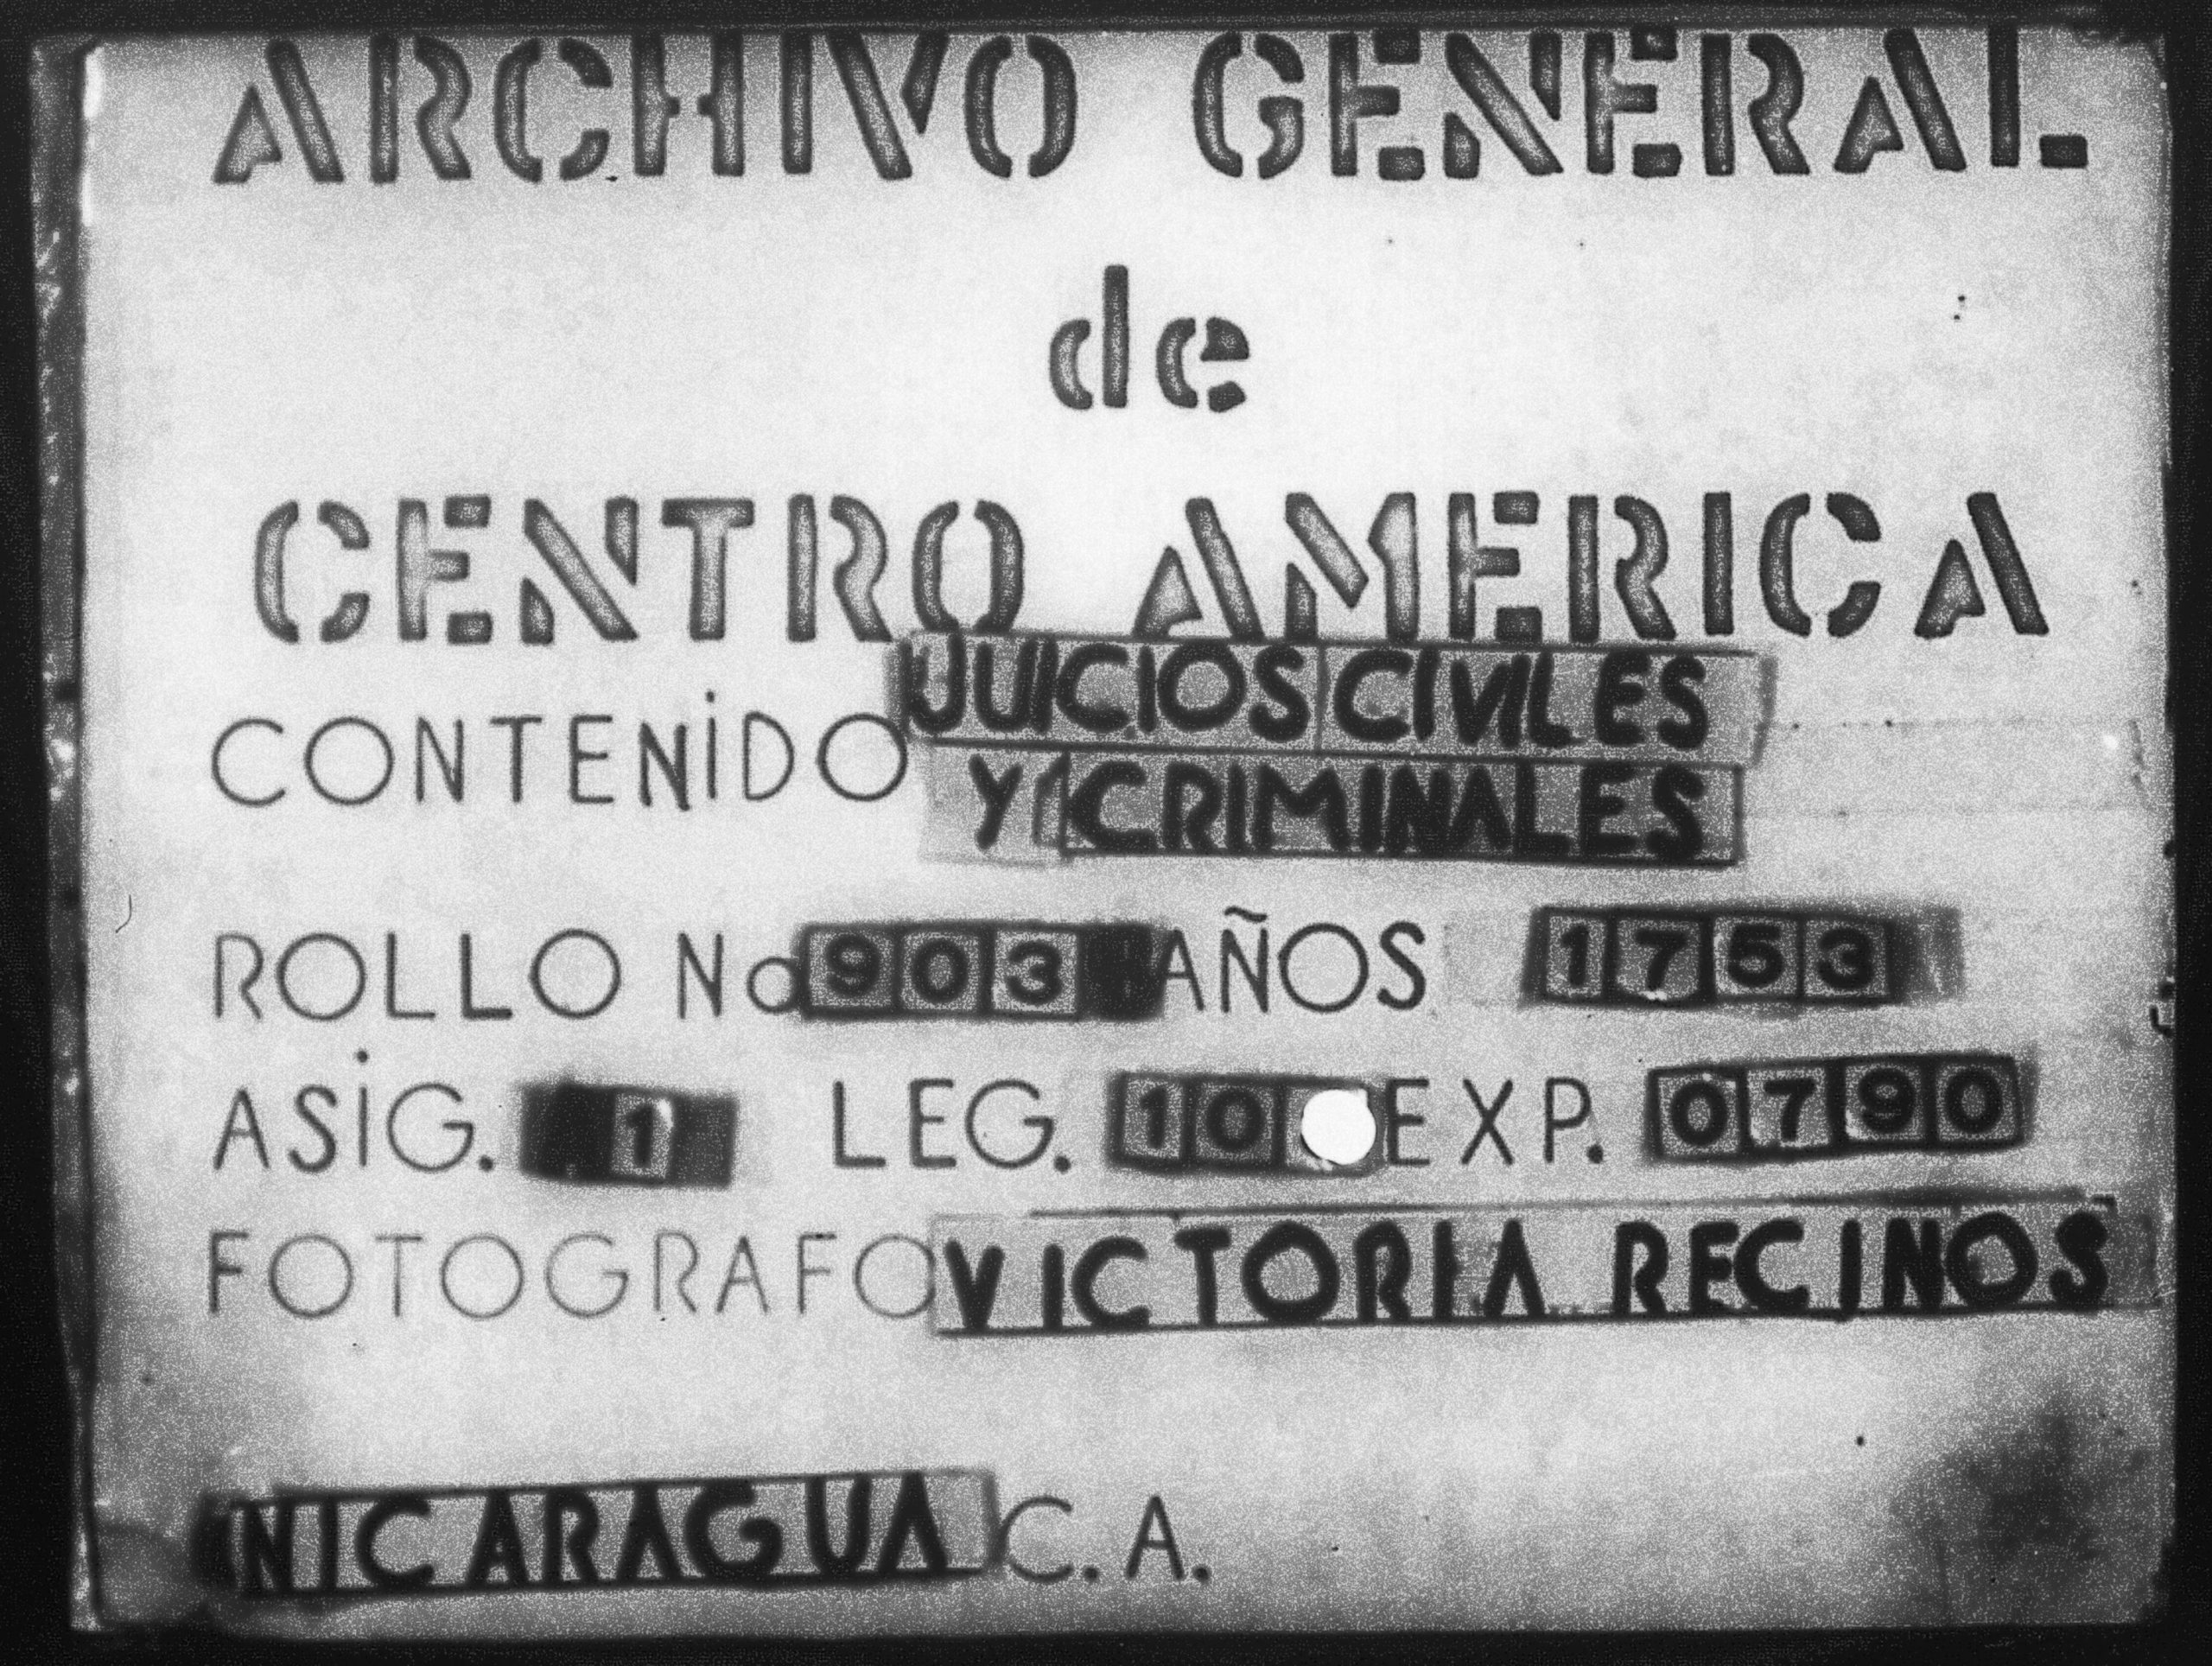 ARCHIVO GENERAL
de
CENTRO AMERICA
CONTENIDO JUICIOS CIVILES
Y CRIMINALES
ROLLO No 903 AÑOS 1753
ASIG. 1 LEG. 10 EXP. 0790
FOTOGRAFO VICTORIA RECINOS
NICARAGUA C.A.